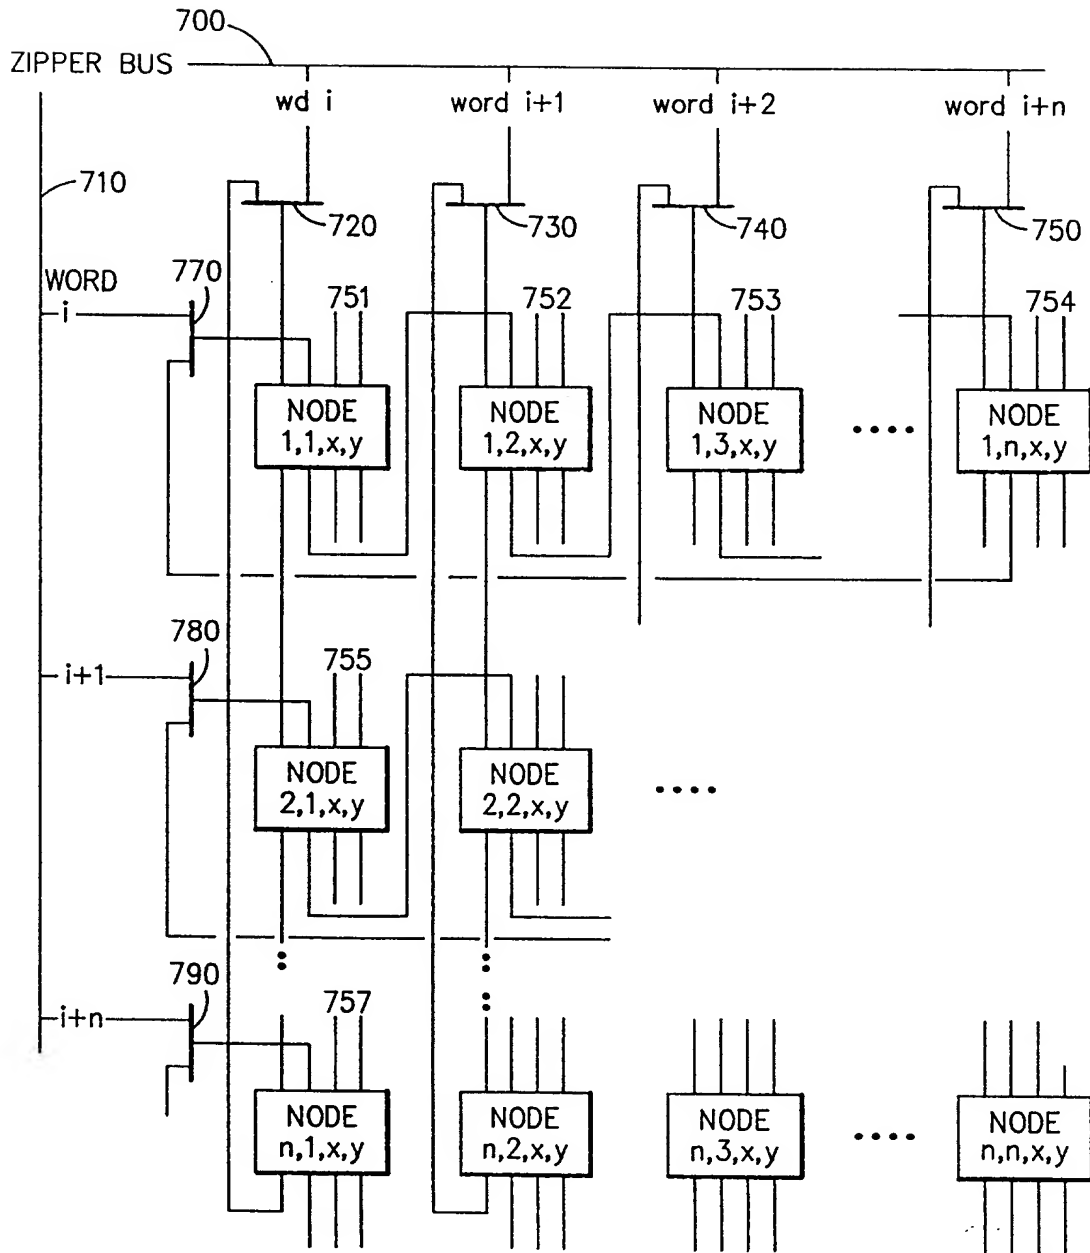 700
ZIPPER BUS
wd i
word i+1
word i+2
word i+n
710
720
730
740
750
WORD
770
i
751
752
753
754
NODE
1,1,x,y
NODE
1,2,x,y
NODE
1,3,x,y
....
NODE
1,n,x,y
780
i+1
755
NODE
2,1,x,y
NODE
2,2,x,y
....
790
i+n
757
NODE
n,1,x,y
NODE
n,2,x,y
NODE
n,3,x,y
....
NODE
n,n,x,y